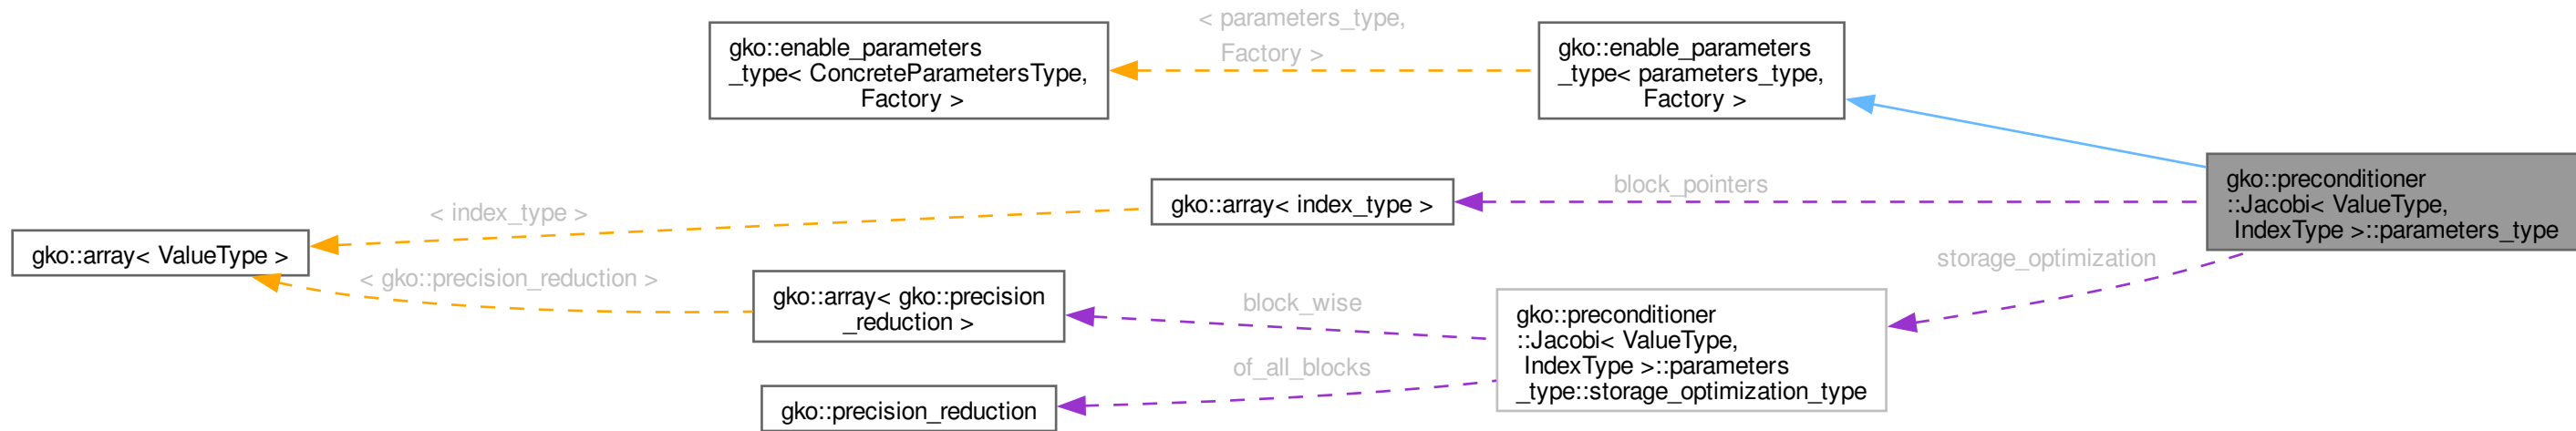 gko::enable_parameters
_type< ConcreteParametersType,
Factory >
< parameters_type,
Factory >
gko::enable_parameters
_type< parameters_type,
Factory >
gko::array< ValueType >
< index_type >
< gko::precision_reduction >
gko::array< index_type >
block_pointers
gko::array< gko::precision
_reduction >
gko::precision_reduction
block_wise
of_all_blocks
gko::preconditioner
::Jacobi< ValueType,
IndexType >::parameters
_type::storage_optimization_type
storage_optimization
gko::preconditioner
::Jacobi< ValueType,
IndexType >::parameters_type